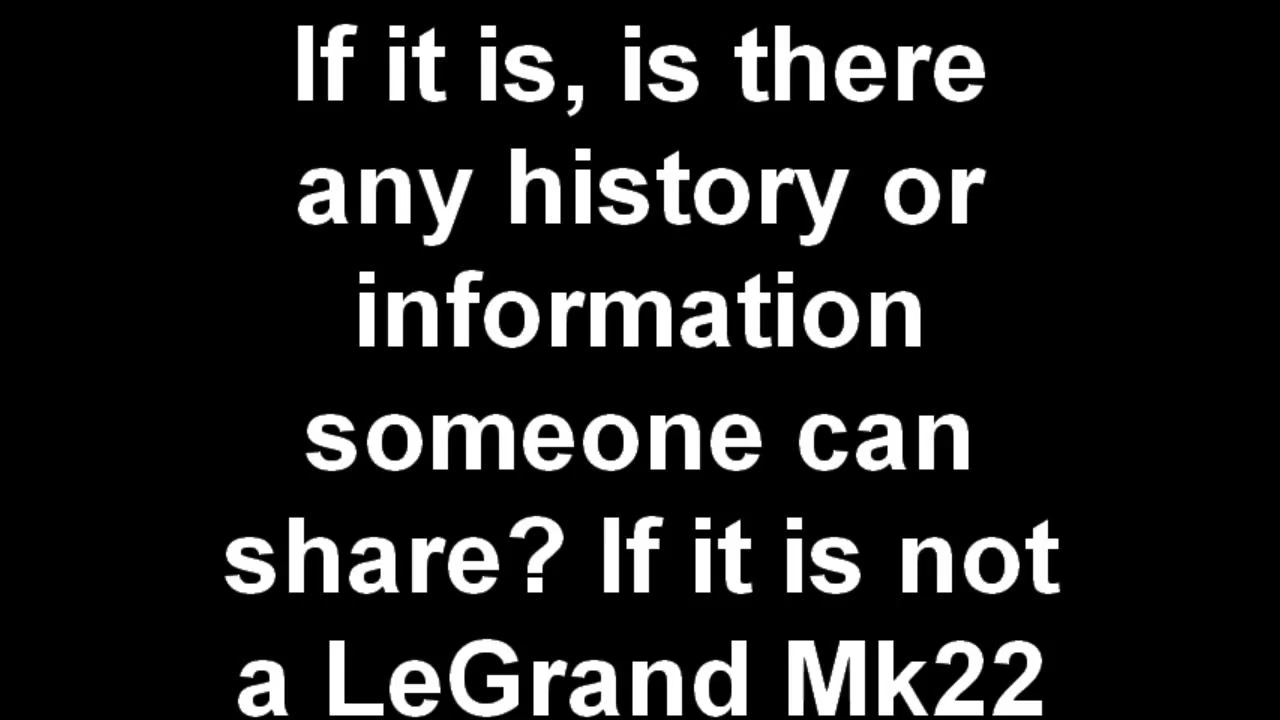 If it is, is there
any history or
information
someone can
share? If it is not
a LeGrand Mk22